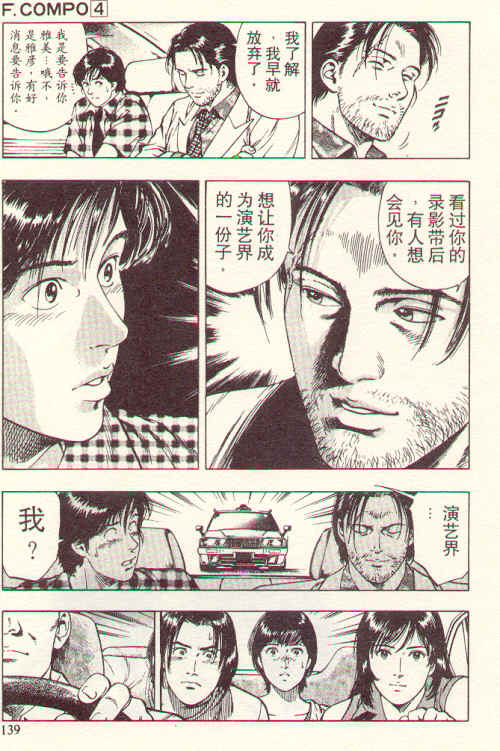 F. COMPO 4
我了解
，我早就
放弃了．
…
我是要告诉你
雅美…哦不，
是雅彦，有好
消息要告诉你．
看过你的
录影带后
，有人想
会见你．
想让你成
为演艺界
的一份子．
演艺界
…
我？
139